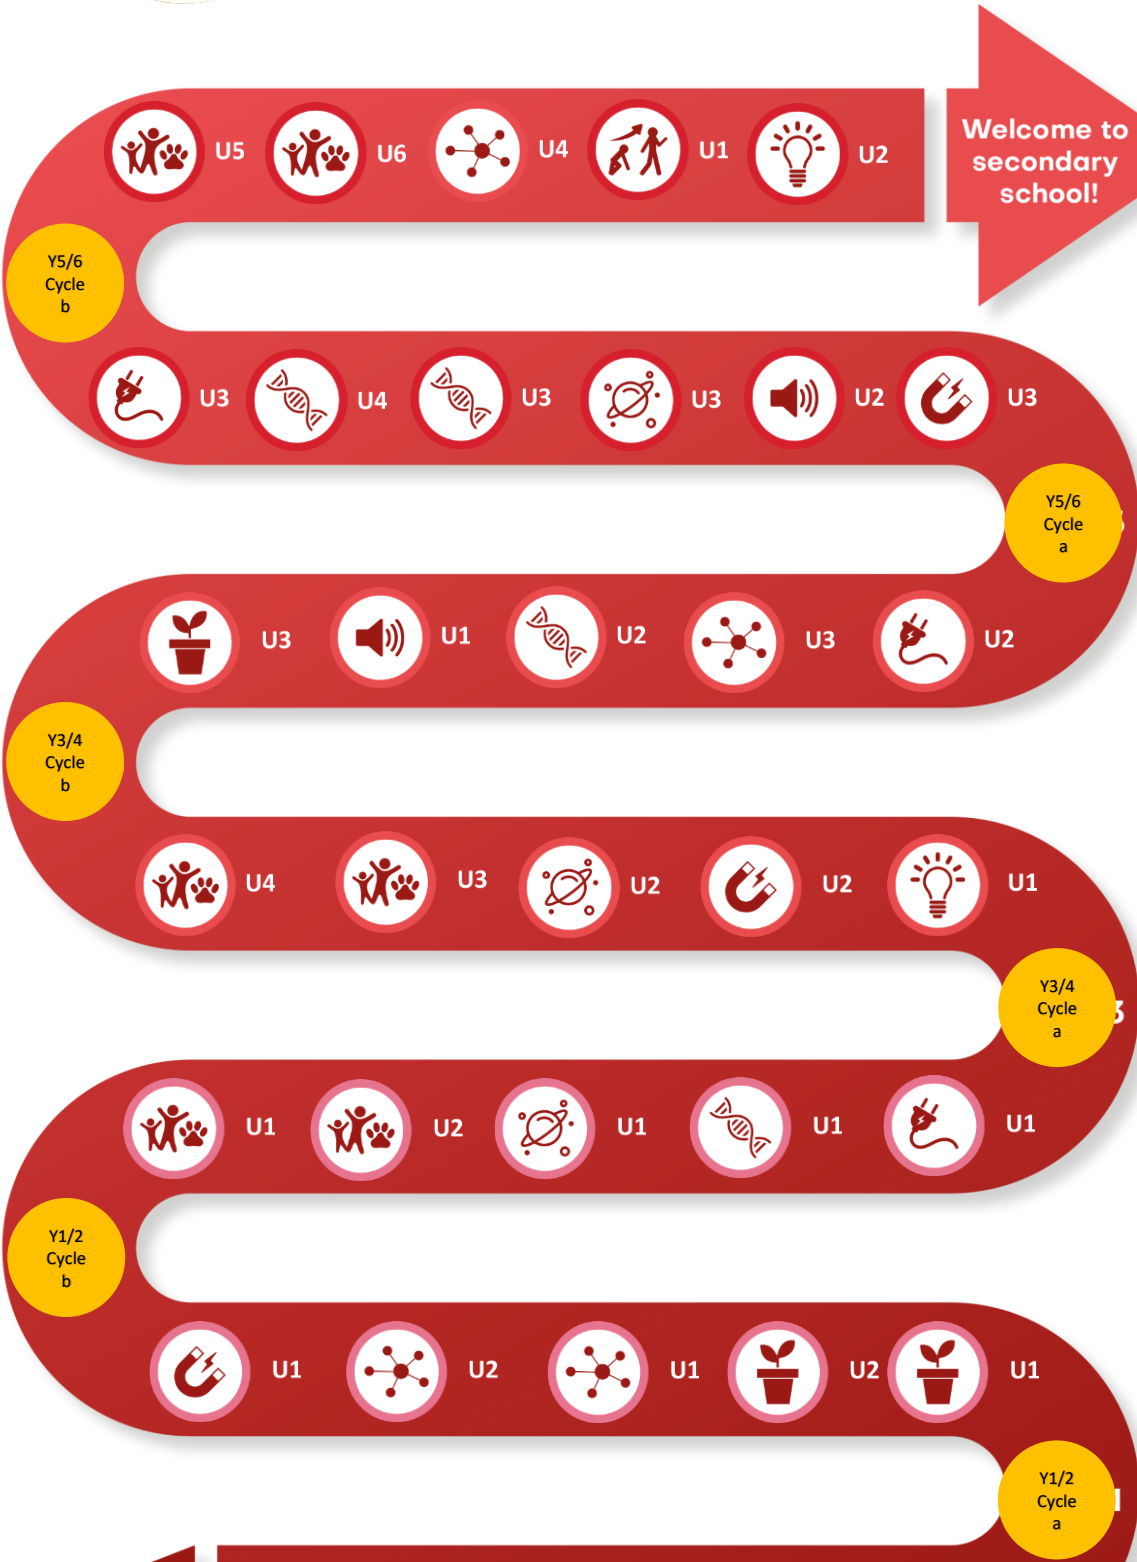 U5
U6
U4
U1
U2
Welcome to
secondary
school!
Y5/6
Cycle
b
U3
U4
U3
U3
U2
U3
Y5/6
Cycle
a
U3
U1
U2
U3
U2
Y3/4
Cycle
b
U4
U3
U2
U2
U1
Y3/4
Cycle
a
3
U1
U2
U1
U1
U1
Y1/2
Cycle
b
U1
U2
U1
U2
U1
Y1/2
Cycle
a